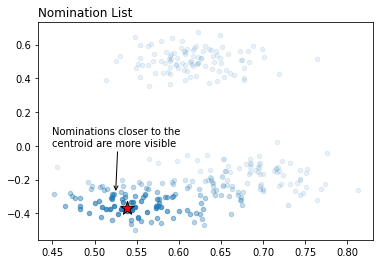 Nomination List
0.6
0.4
0.2
0.0
−0.2
−0.4
Nominations closer to the
centroid are more visible
0.45 0.50 0.55 0.60 0.65 0.70 0.75 0.80